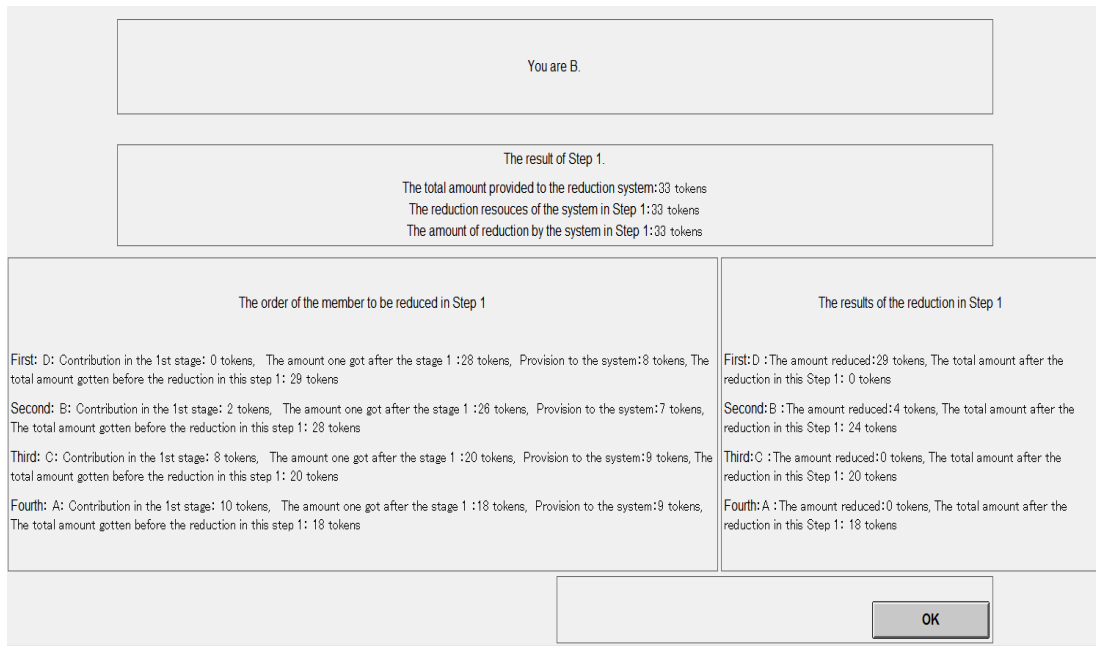 You are B.
The result of Step 1.
The total amount provided to the reduction system:33 tokens
The reduction resouces of the system in Step 1:33 tokens
The amount of reduction by the system in Step 1:33 tokens
The order of the member to be reduced in Step 1
First: D: Contribution in the 1st stage: 0 tokens, The amount one got after the stage 1 :28 tokens, Provision to the system:8 tokens, The
total amount gotten before the reduction in this step 1: 29 tokens
Second: B: Contribution in the 1st stage: 2 tokens, The amount one got after the stage 1 :26 tokens, Provision to the system:7 tokens,
The total amount gotten before the reduction in this step 1: 28 tokens
Third: C: Contribution in the 1st stage: 8 tokens, The amount one got after the stage 1 :20 tokens, Provision to the system:9 tokens, The
total amount gotten before the reduction in this step 1: 20 tokens
Fourth: A: Contribution in the 1st stage: 10 tokens, The amount one got after the stage 1 :18 tokens, Provision to the system:9 tokens,
The total amount gotten before the reduction in this step 1: 18 tokens
The results of the reduction in Step 1
First:D :The amount reduced:29 tokens, The total amount after the
reduction in this Step 1: 0 tokens
Second:B :The amount reduced:4 tokens, The total amount after the
reduction in this Step 1: 24 tokens
Third:C :The amount reduced:0 tokens, The total amount after the
reduction in this Step 1: 20 tokens
Fourth:A :The amount reduced:0 tokens, The total amount after the
reduction in this Step 1: 18 tokens
OK